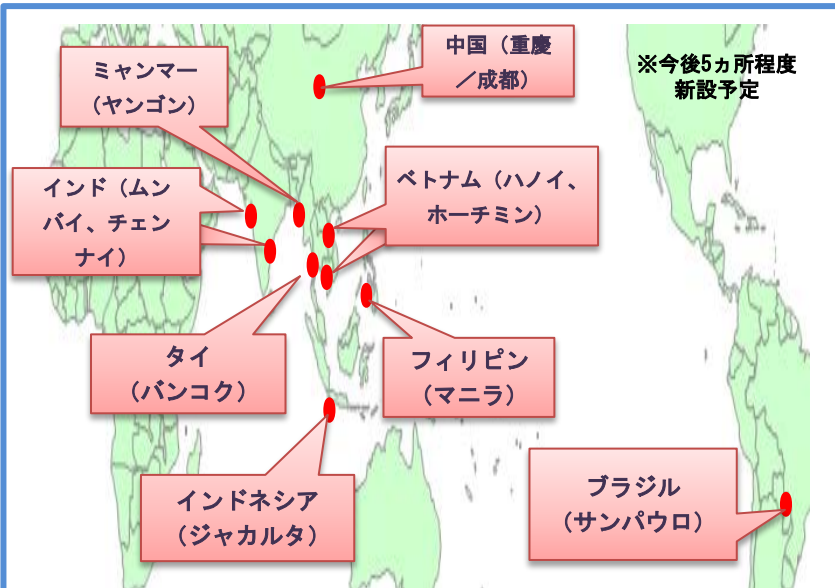 中国（重慶
／成都）
※今後5ヵ所程度
新設予定
ミャンマー
（ヤンゴン）
インド（ムン
バイ、チェン
ナイ）
ベトナム（ハノイ、
ホーチミン）
タイ
（バンコク）
フィリピン
（マニラ）
インドネシア
（ジャカルタ）
ブラジル
（サンパウロ）